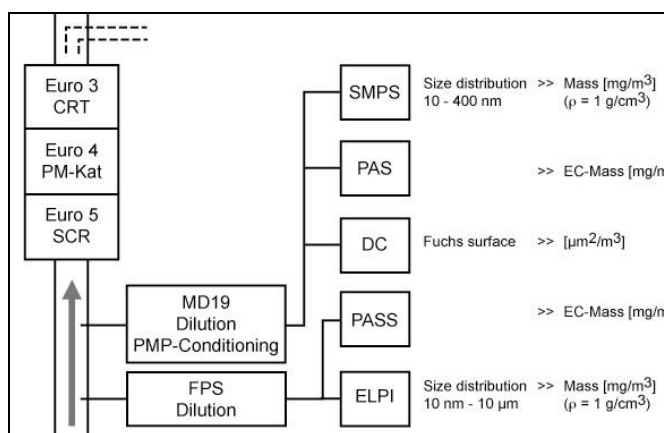 Euro 3
CRT
Euro 4
PM-Kat
Euro 5
SCR
MD19
Dilution
PMP-Conditioning
FPS
Dilution
SMPS
Size distribution >> Mass [mg/m³]
10 - 400 nm (ρ = 1 g/cm³)
PAS
>> EC-Mass [mg/m
DC
Fuchs surface >> [µm²/m³]
PASS
>> EC-Mass [mg/m
ELPI
Size distribution >> Mass [mg/m³]
10 nm - 10 µm (ρ = 1 g/cm³)